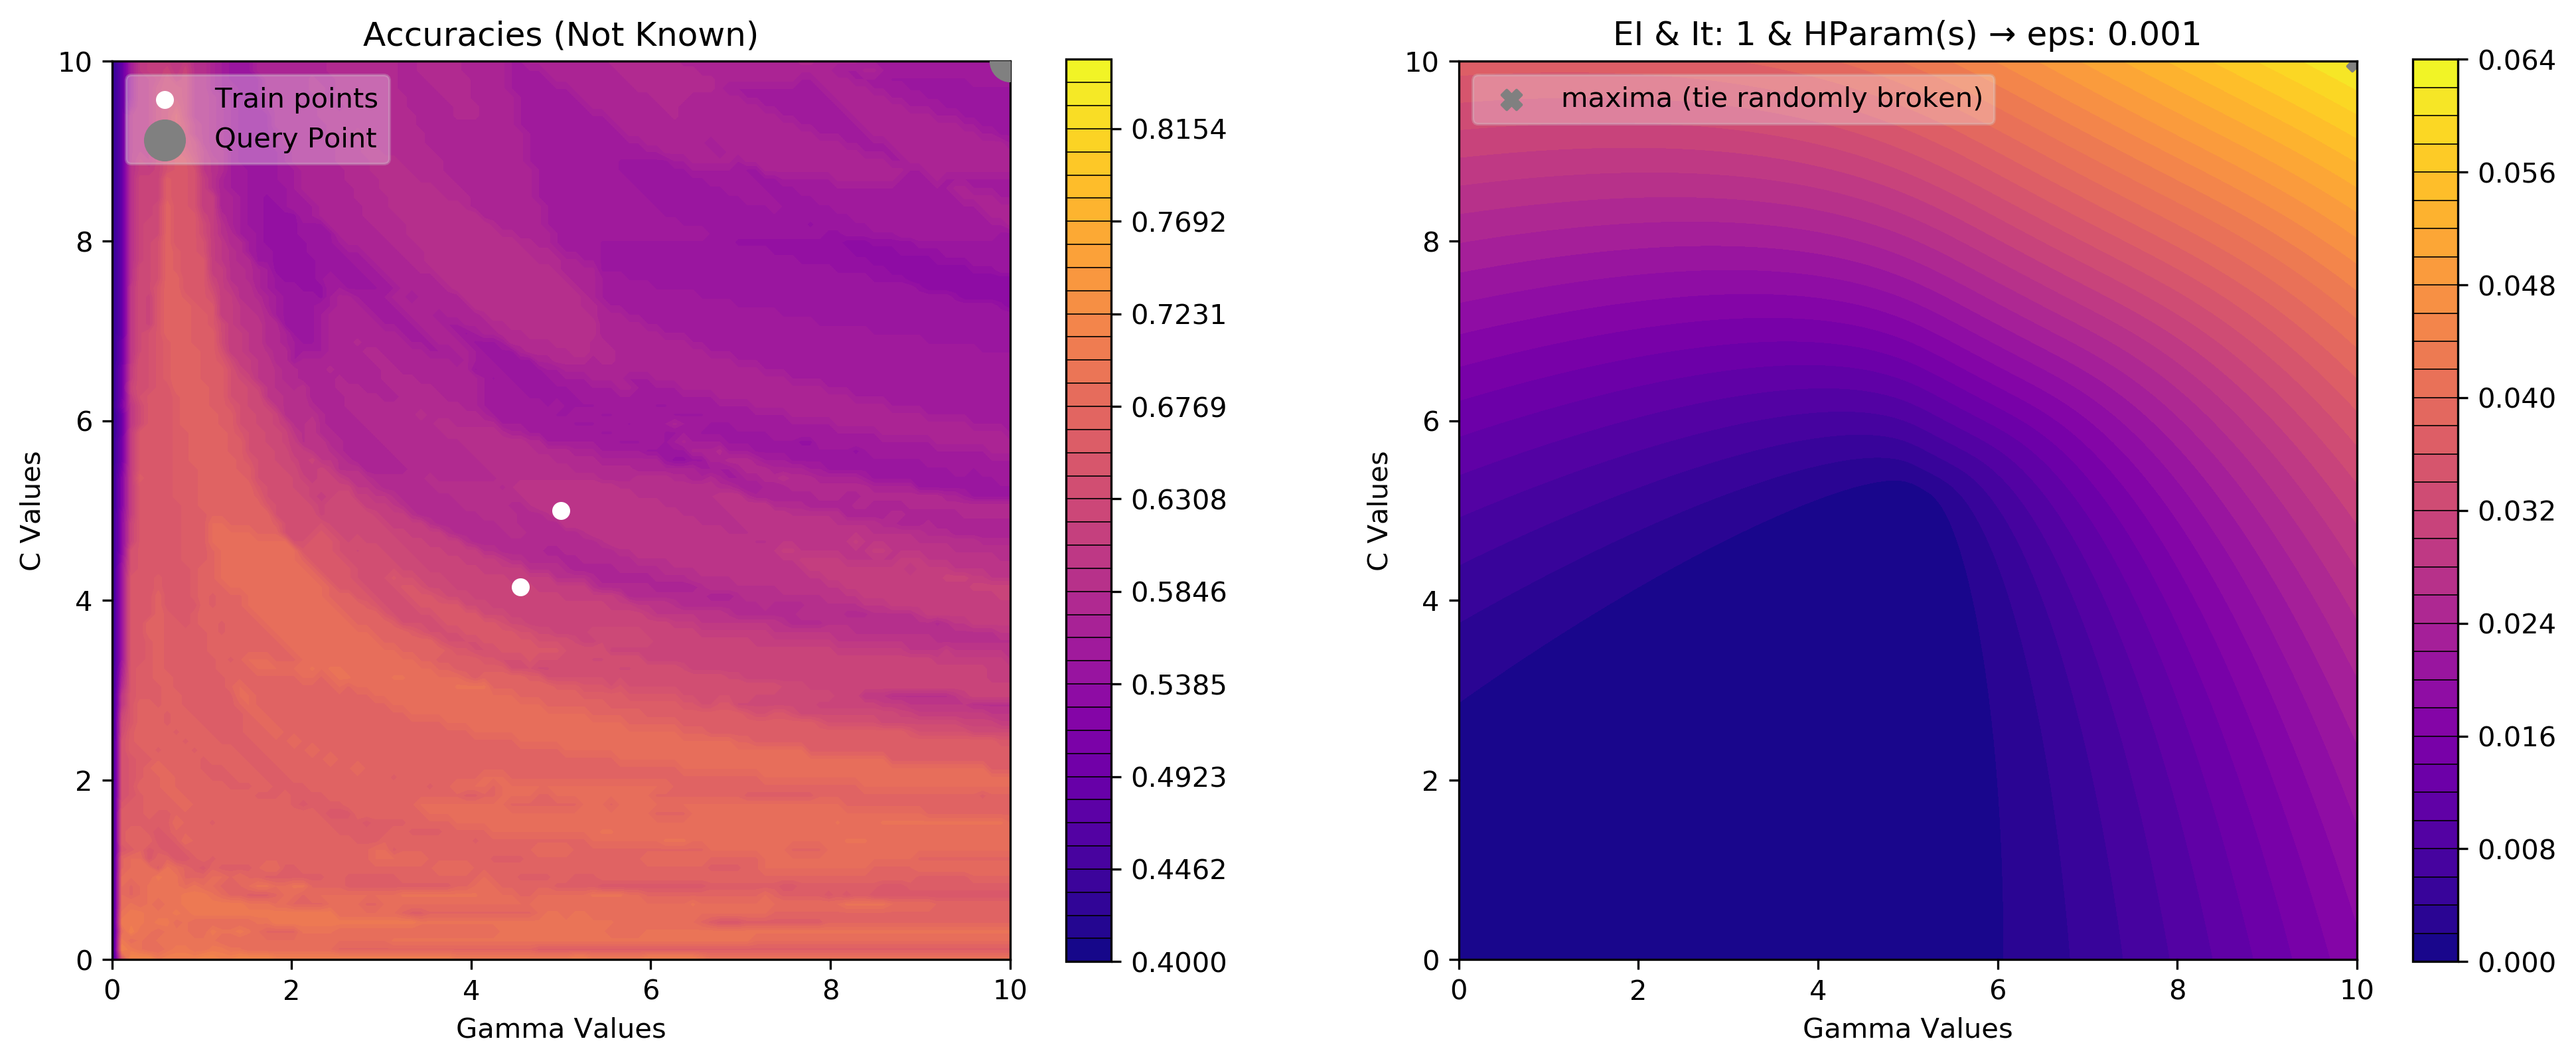 Accuracies (Not Known)
Train points
Query Point
10
8
6
4
2
0
C Values
0 2 4 6 8 10
Gamma Values
0.8154
0.7692
0.7231
0.6769
0.6308
0.5846
0.5385
0.4923
0.4462
0.4000
EI & It: 1 & HParam(s) → eps: 0.001
maxima (tie randomly broken)
10
8
6
4
2
0
C Values
0 2 4 6 8 10
Gamma Values
0.064
0.056
0.048
0.040
0.032
0.024
0.016
0.008
0.000